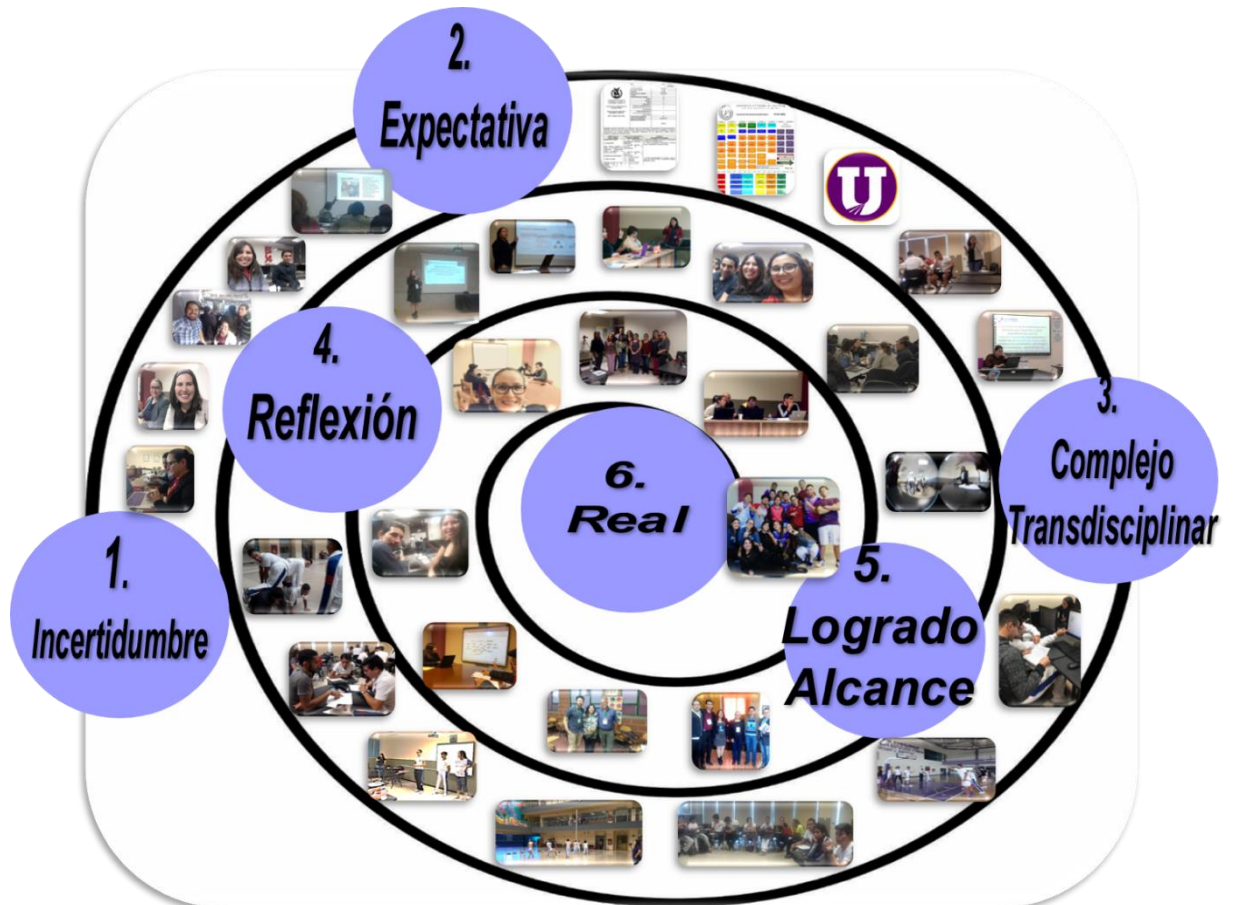 1.
Incertidumbre
2.
Expectativa
3.
Complejo
Transdisciplinar
4.
Reflexión
5.
Logrado
Alcance
6.
Real
U